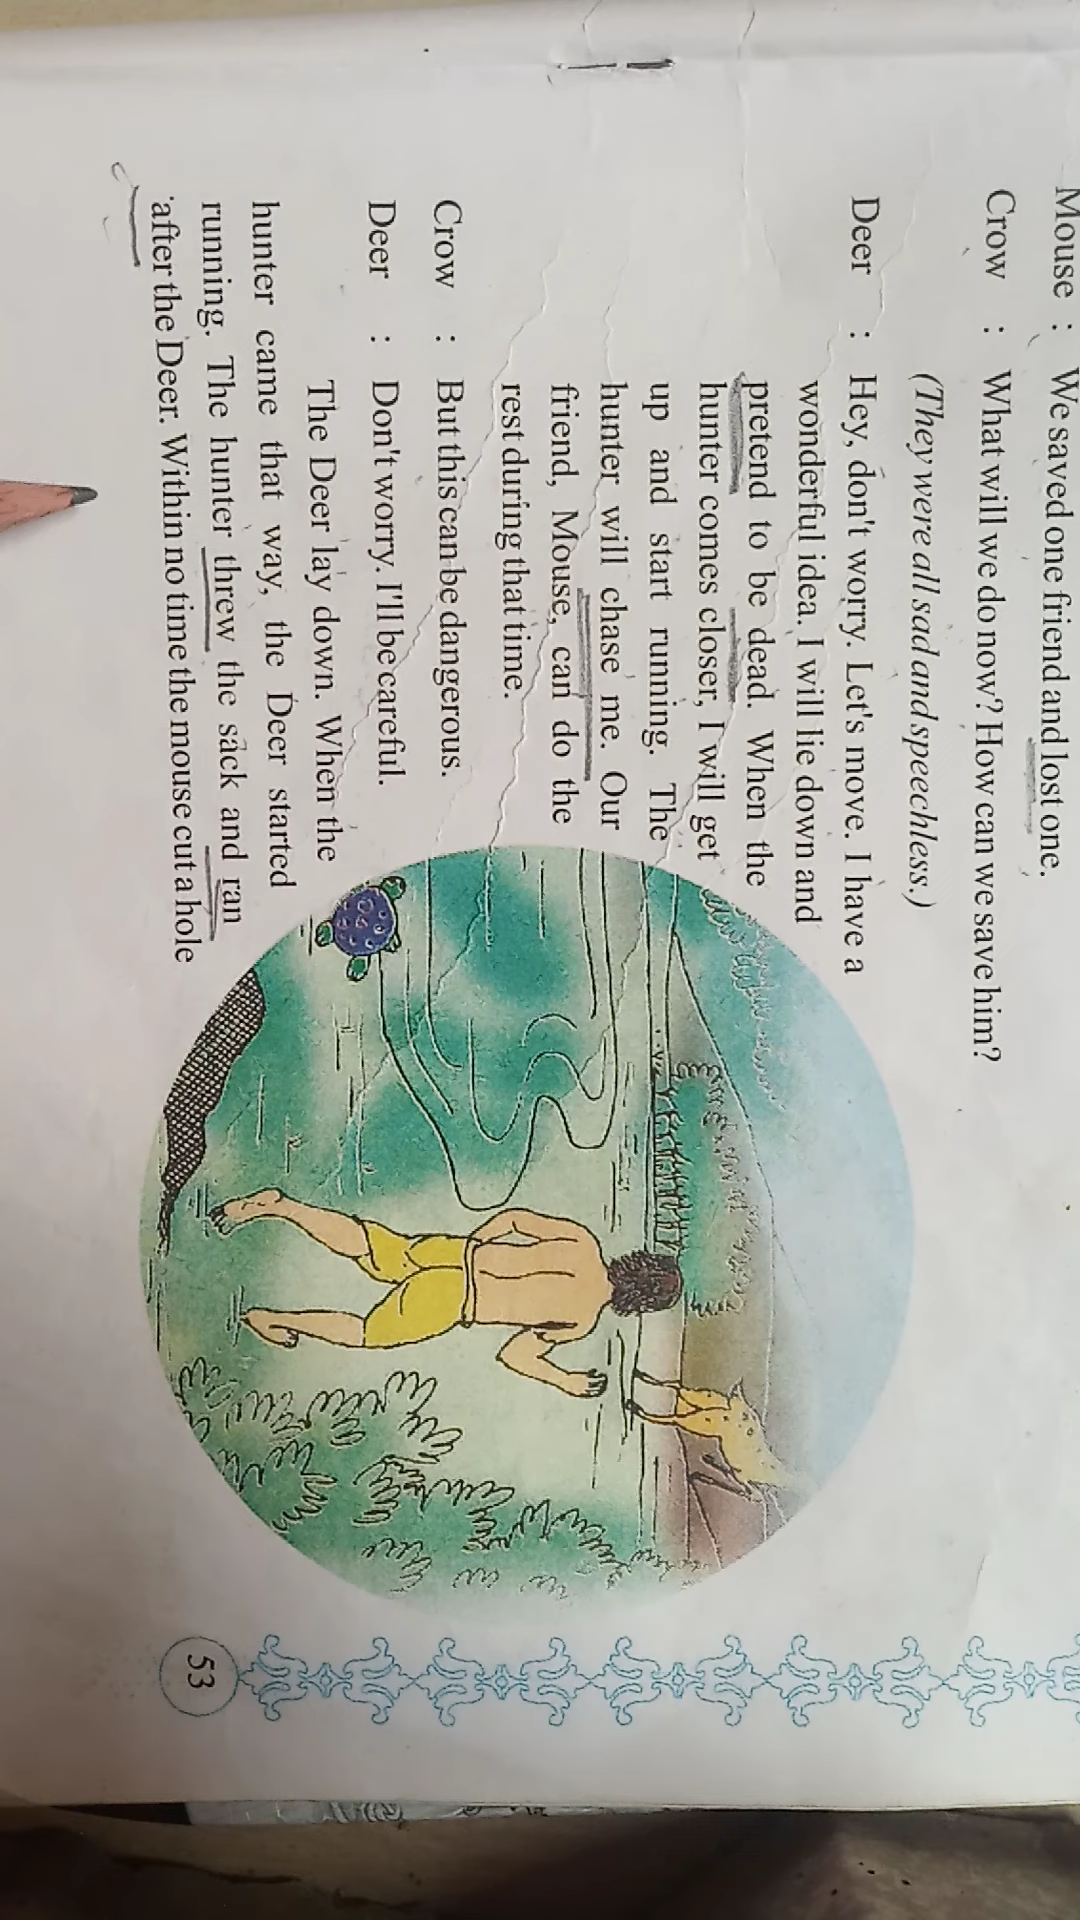 Mouse : We saved one friend and lost one.
Crow : What will we do now? How can we save him?
(They were all sad and speechless,)
Deer : Hey, don't worry. Let's move. I have a
wonderful idea. I will lie down and
pretend to be dead. When the
hunter comes closer, I will get
up and start running. The
hunter will chase me. Our
friend, Mouse, can do the
rest during that time.
Crow : But this can be dangerous.
Deer : Don't worry. I'll be careful.
The Deer lay down. When the
hunter came that way, the Deer started
running. The hunter threw the sack and ran
after the Deer. Within no time the mouse cut a hole
53